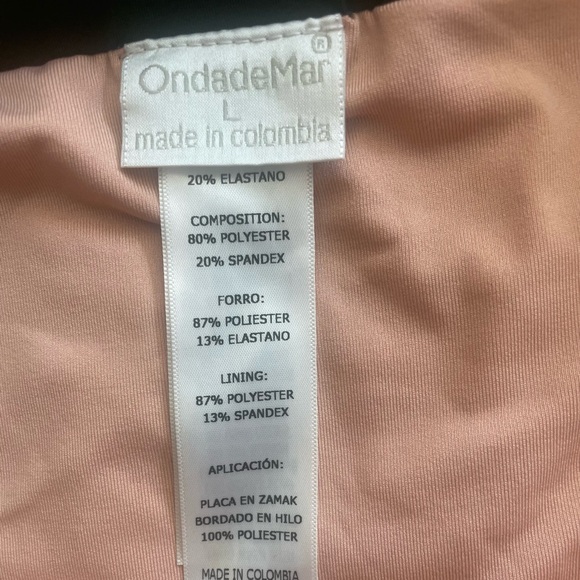 OndadeMar®
L
made in colombia
20% ELASTANO
COMPOSITION:
80% POLYESTER
20% SPANDEX
FORRO:
87% POLIESTER
13% ELASTANO
LINING:
87% POLYESTER
13% SPANDEX
APLICACIÓN:
PLACA EN ZAMAK
BORDADO EN HILO
100% POLIESTER
MADE IN COLOMBIA